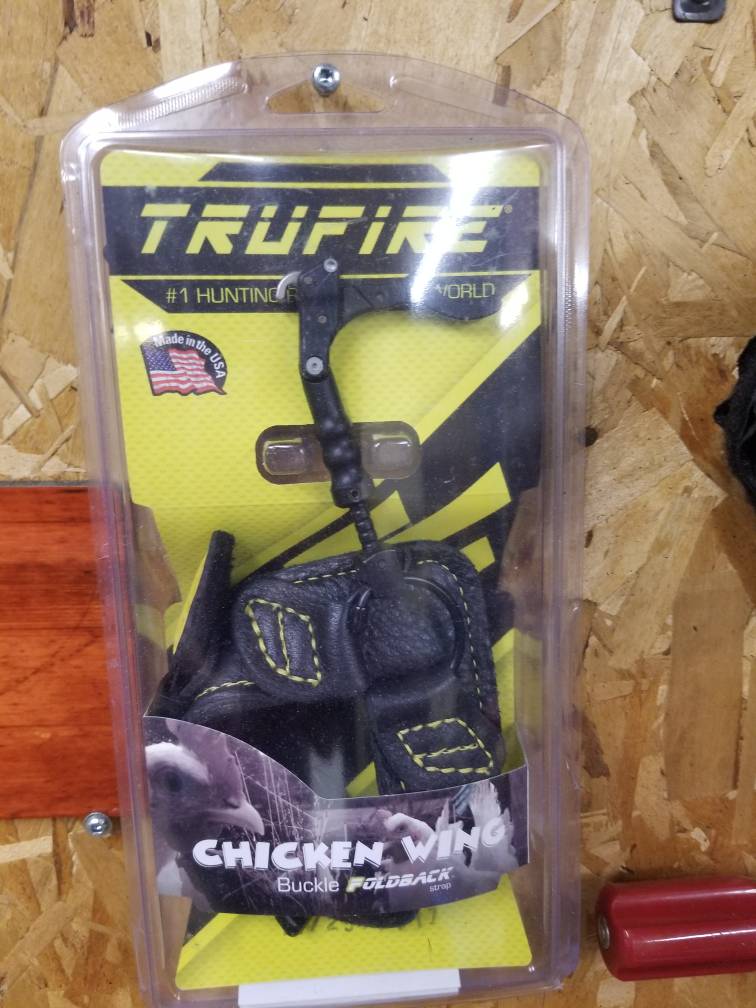 TRUFIRE®
#1 HUNTING R WORLD
Made in the USA
CHICKEN WING
Buckle FOLDBACK
strap